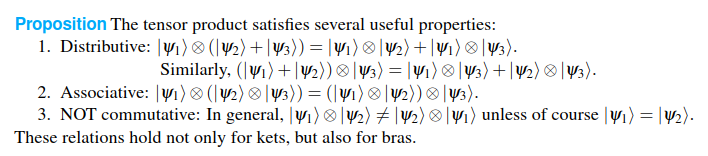 Proposition The tensor product satisfies several useful properties:
1. Distributive: |ψ₁⟩ ⊗ (|ψ₂⟩ + |ψ₃⟩) = |ψ₁⟩ ⊗ |ψ₂⟩ + |ψ₁⟩ ⊗ |ψ₃⟩.
Similarly, (|ψ₁⟩ + |ψ₂⟩) ⊗ |ψ₃⟩ = |ψ₁⟩ ⊗ |ψ₃⟩ + |ψ₂⟩ ⊗ |ψ₃⟩.
2. Associative: |ψ₁⟩ ⊗ (|ψ₂⟩ ⊗ |ψ₃⟩) = (|ψ₁⟩ ⊗ |ψ₂⟩) ⊗ |ψ₃⟩.
3. NOT commutative: In general, |ψ₁⟩ ⊗ |ψ₂⟩ ≠ |ψ₂⟩ ⊗ |ψ₁⟩ unless of course |ψ₁⟩ = |ψ₂⟩.
These relations hold not only for kets, but also for bras.